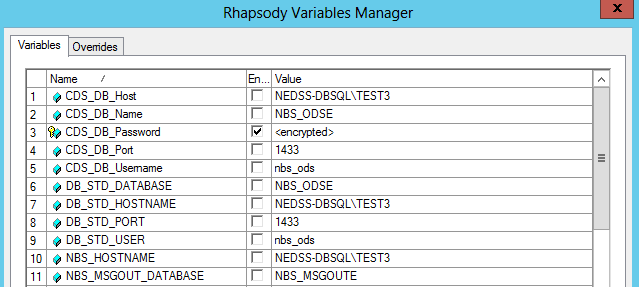 Rhapsody Variables Manager
x
Variables Overrides
Name En... Value
1 CDS_DB_Host NEDSS-DBSQL\TEST3
2 CDS_DB_Name NBS_ODSE
3 CDS_DB_Password <encrypted>
4 CDS_DB_Port 1433
5 CDS_DB_Username nbs_ods
6 DB_STD_DATABASE NBS_ODSE
7 DB_STD_HOSTNAME NEDSS-DBSQL\TEST3
8 DB_STD_PORT 1433
9 DB_STD_USER nbs_ods
10 NBS_HOSTNAME NEDSS-DBSQL\TEST3
11 NBS_MSGOUT_DATABASE NBS_MSGOUTE